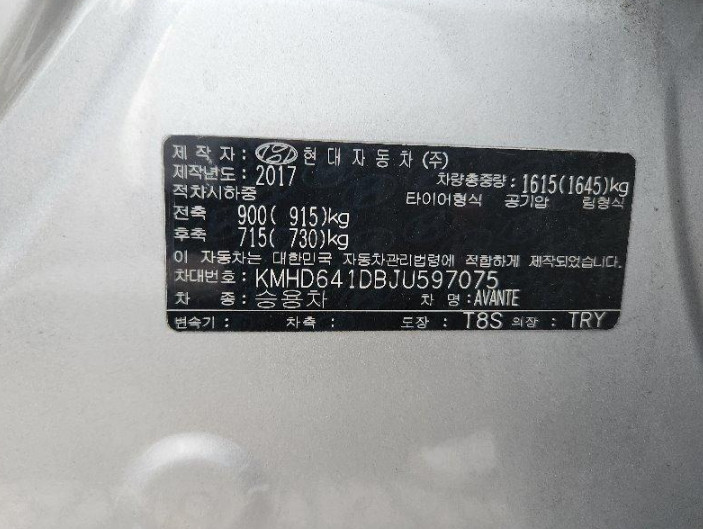 제 작 자 : 현 대 자 동 차 (주)
제작년도 : 2017 차량총중량 : 1615(1645)kg
적차시하중 타이어형식 공기압 림형식
전축 900( 915)kg
후축 715( 730)kg
이 자동차는 대한민국 자동차관리법령에 적합하게 제작되었습니다.
차대번호 : KMHD641DBJU597075
차 종 : 승용차 차 명 : AVANTE
변속기 : 차축 : 도장 : T8S 의장 : TRY